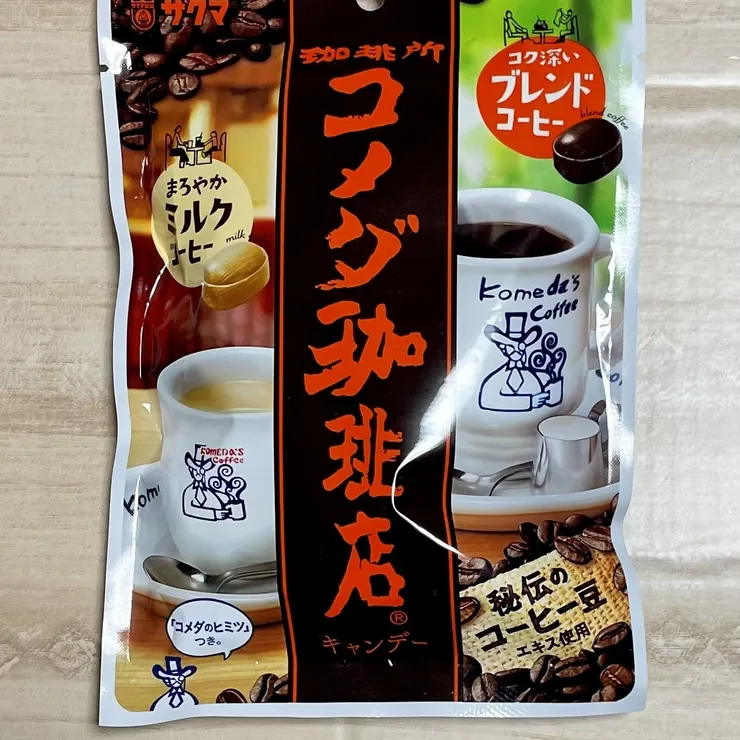 サクマ
珈琲所
コメダ珈琲店®
キャンデー
まろやか
ミルク
コーヒー
milk
コク深い
ブレンド
コーヒー
blend coffee
Komeda's
Coffee
KOMEDA'S
Coffee
Kome
「コメダのヒミツ」
つき。
秘伝の
コーヒー豆
エキス使用